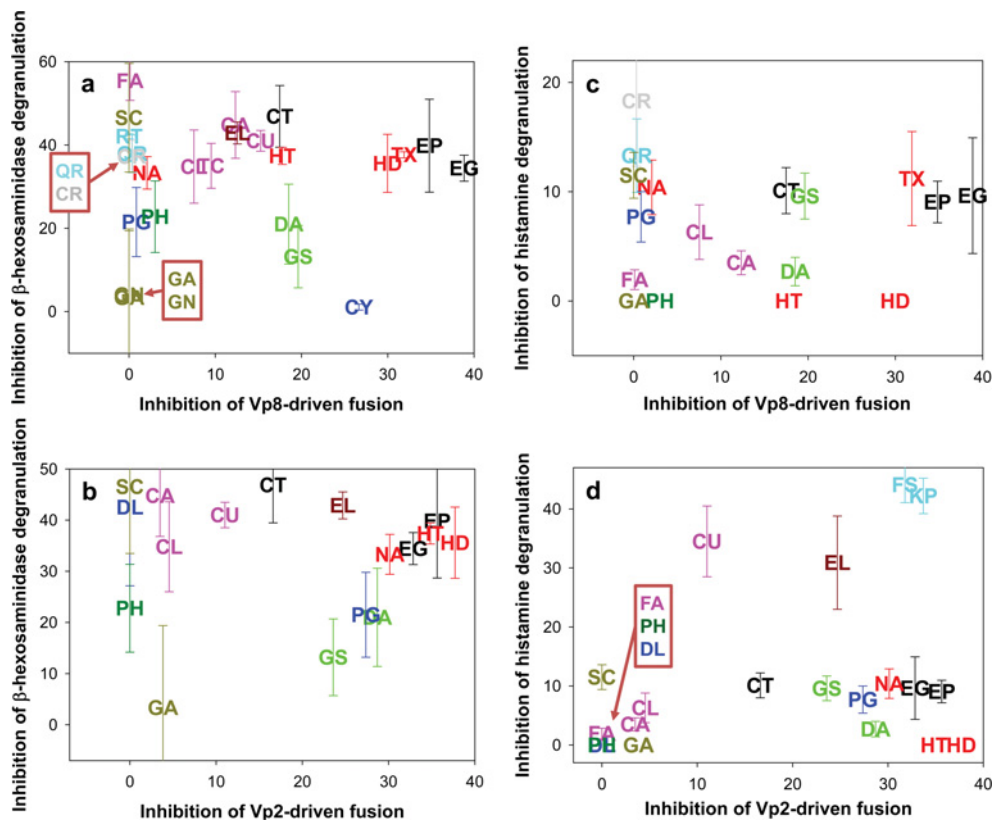 a
Inhibition of β-hexosaminidase degranulation
60
40
20
0
FA
SC
RT
QR
CR
QR
CR
NA
PG
PH
GA
GN
CL
TC
CA
EL
CU
CT
HT
DA
GS
CY
HD
TX
EP
EG
0 10 20 30 40
Inhibition of Vp8-driven fusion
c
Inhibition of histamine degranulation
20
10
0
CR
QR
SC
NA
PG
FA
GA
PH
CL
CA
CT
GS
DA
HT
HD
TX
EP
EG
0 10 20 30 40
Inhibition of Vp8-driven fusion
b
Inhibition of β-hexosaminidase degranulation
50
40
30
20
10
0
SC
DL
PH
CA
CL
GA
CU
CT
EL
GS
PG
DA
NA
EG
HT
EP
HD
0 10 20 30 40
Inhibition of Vp2-driven fusion
d
Inhibition of histamine degranulation
40
30
20
10
0
FS
KP
CU
EL
FA
PH
DL
SC
FA
PH
CL
CA
GA
CT
GS
PG
DA
NA
EG
EP
HT HD
0 10 20 30 40
Inhibition of Vp2-driven fusion